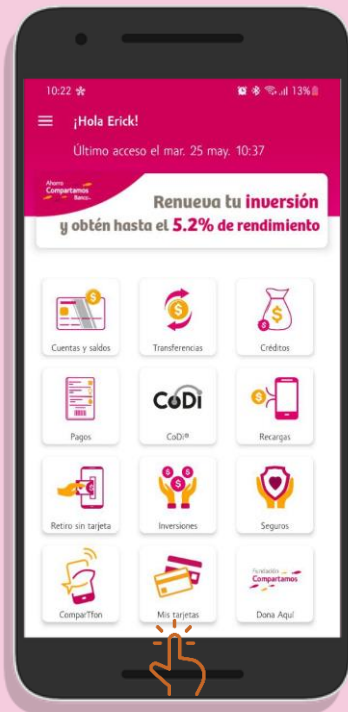 10:22
13%
¡Hola Erick!
Último acceso el mar. 25 may. 10:37
Ahorro
Compartamos
Banco
Renueva tu inversión
y obtén hasta el 5.2% de rendimiento
Cuentas y saldos
Transferencias
Créditos
Pagos
CoDi
CoDi®
Recargas
Retiro sin tarjeta
Inversiones
Seguros
ComparTfon
Mis tarjetas
Fundación
Compartamos
Dona Aquí